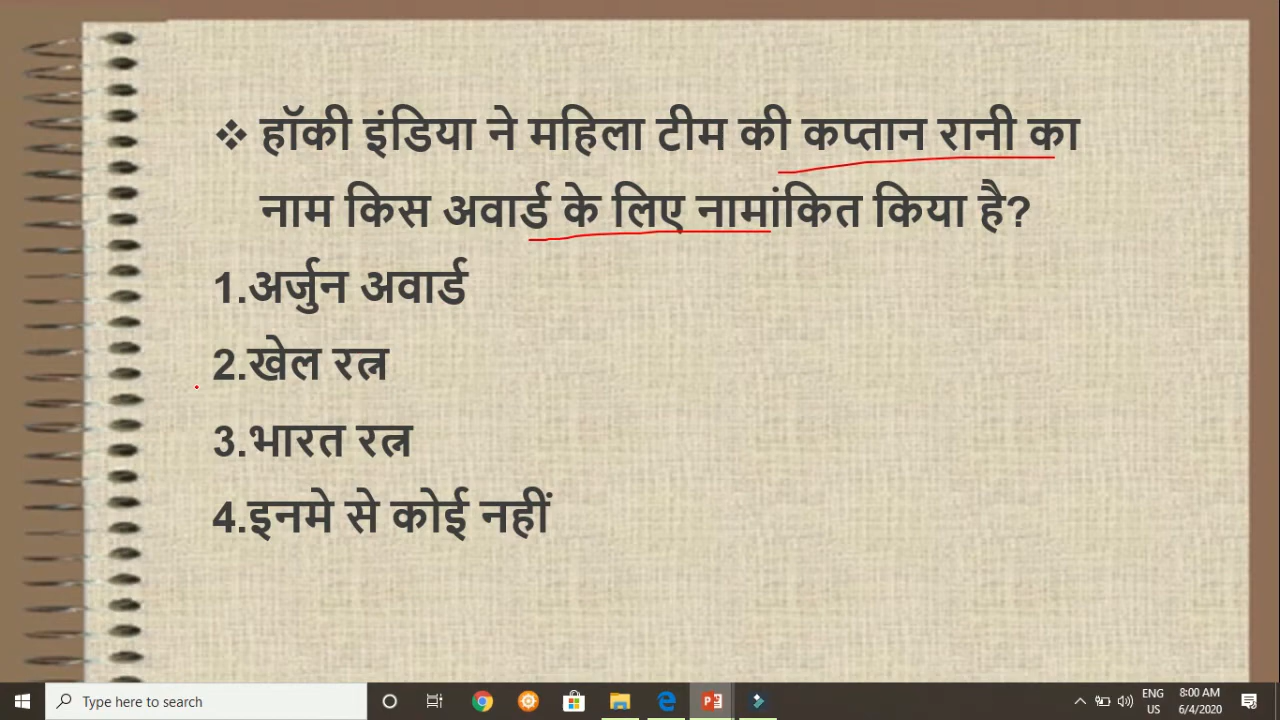 ❖ हॉकी इंडिया ने महिला टीम की कप्तान रानी का
नाम किस अवार्ड के लिए नामांकित किया है?
1.अर्जुन अवार्ड
2.खेल रत्न
3.भारत रत्न
4.इनमे से कोई नहीं
Type here to search
ENG
US
8:00 AM
6/4/2020